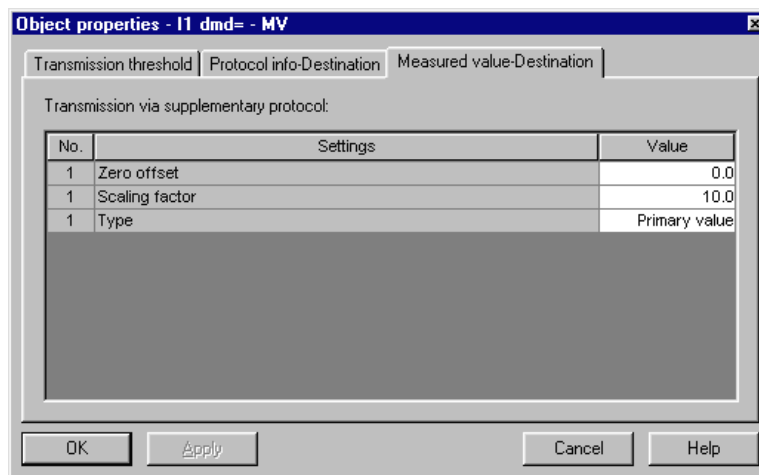 Object properties - I1 dmd= - MV
Transmission threshold Protocol info-Destination Measured value-Destination
Transmission via supplementary protocol:
No. Settings Value
1 Zero offset 0.0
1 Scaling factor 10.0
1 Type Primary value
OK Apply Cancel Help